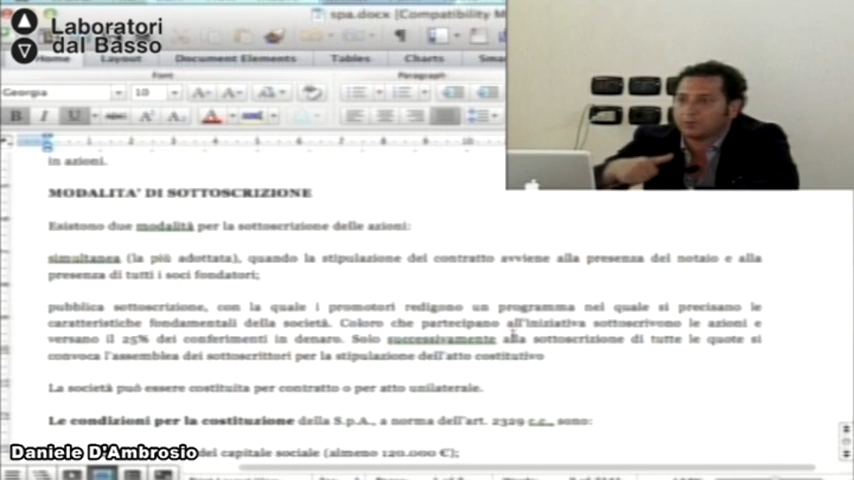 Laboratori
dal Basso
spa.docx [Compatibility M
Home Layout Document Elements Tables Charts Sma
Font Paragraph
Georgia 10
B I U ABC
in azioni.
MODALITA' DI SOTTOSCRIZIONE
Esistono due modalità per la sottoscrizione delle azioni:
simultanea (la più adottata), quando la stipulazione del contratto avviene alla presenza del notaio e alla
presenza di tutti i soci fondatori;
pubblica sottoscrizione, con la quale i promotori redigono un programma nel quale si precisano le
caratteristiche fondamentali della società. Coloro che partecipano all'iniziativa sottoscrivono le azioni e
versano il 25% dei conferimenti in denaro. Solo successivamente alla sottoscrizione di tutte le quote si
convoca l'assemblea dei sottoscrittori per la stipulazione dell'atto costitutivo
La società può essere costituita per contratto o per atto unilaterale.
Le condizioni per la costituzione della S.p.A., a norma dell'art. 2329 c.c., sono:
Daniele D'Ambrosio del capitale sociale (almeno 120.000 €);